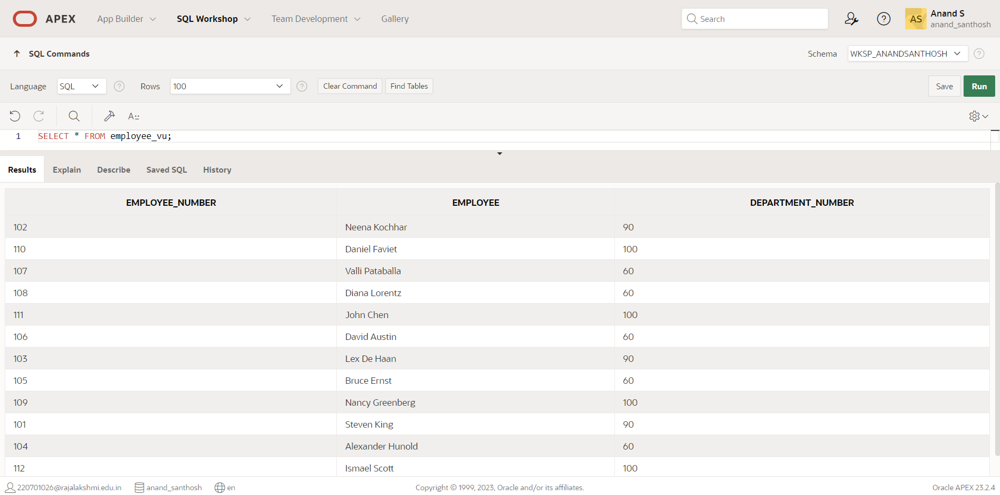 APEX App Builder SQL Workshop Team Development Gallery Search AS Anand S
anand_santhosh
SQL Commands Schema WKSP_ANANDSANTHOSH ?
Language SQL ? Rows 100 ? Clear Command Find Tables Save Run
A::
1 SELECT * FROM employee_vu;
Results Explain Describe Saved SQL History
EMPLOYEE_NUMBER EMPLOYEE DEPARTMENT_NUMBER
102 Neena Kochhar 90
110 Daniel Faviet 100
107 Valli Pataballa 60
108 Diana Lorentz 60
111 John Chen 100
106 David Austin 60
103 Lex De Haan 90
105 Bruce Ernst 60
109 Nancy Greenberg 100
101 Steven King 90
104 Alexander Hunold 60
112 Ismael Scott 100
220701026@rajalakshmi.edu.in anand_santhosh en Copyright © 1999, 2023, Oracle and/or its affiliates. Oracle APEX 23.2.4